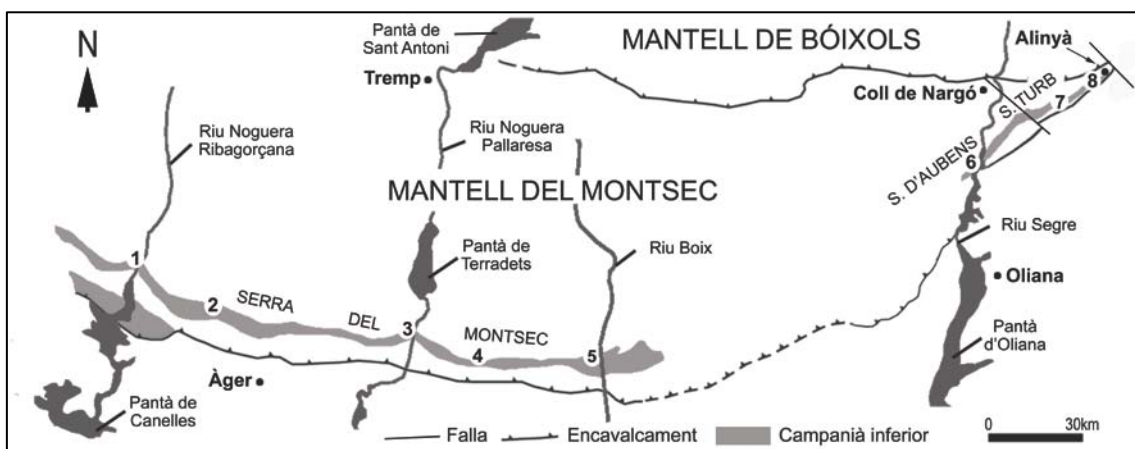 N
Pantà de
Sant Antoni
MANTELL DE BÓIXOLS
Alinyà
Tremp
Coll de Nargó
S. TURB
8
7
Riu Noguera
Ribagorçana
Riu Noguera
Pallaresa
6
S. D'AUBENS
MANTELL DEL MONTSEC
Riu Segre
1
Pantà de
Terradets
Riu Boix
Oliana
2
SERRA
DEL
3
MONTSEC
4
5
Pantà
d'Oliana
Àger
Pantà de
Canelles
Falla
Encavalcament
Campanià inferior
0
30km